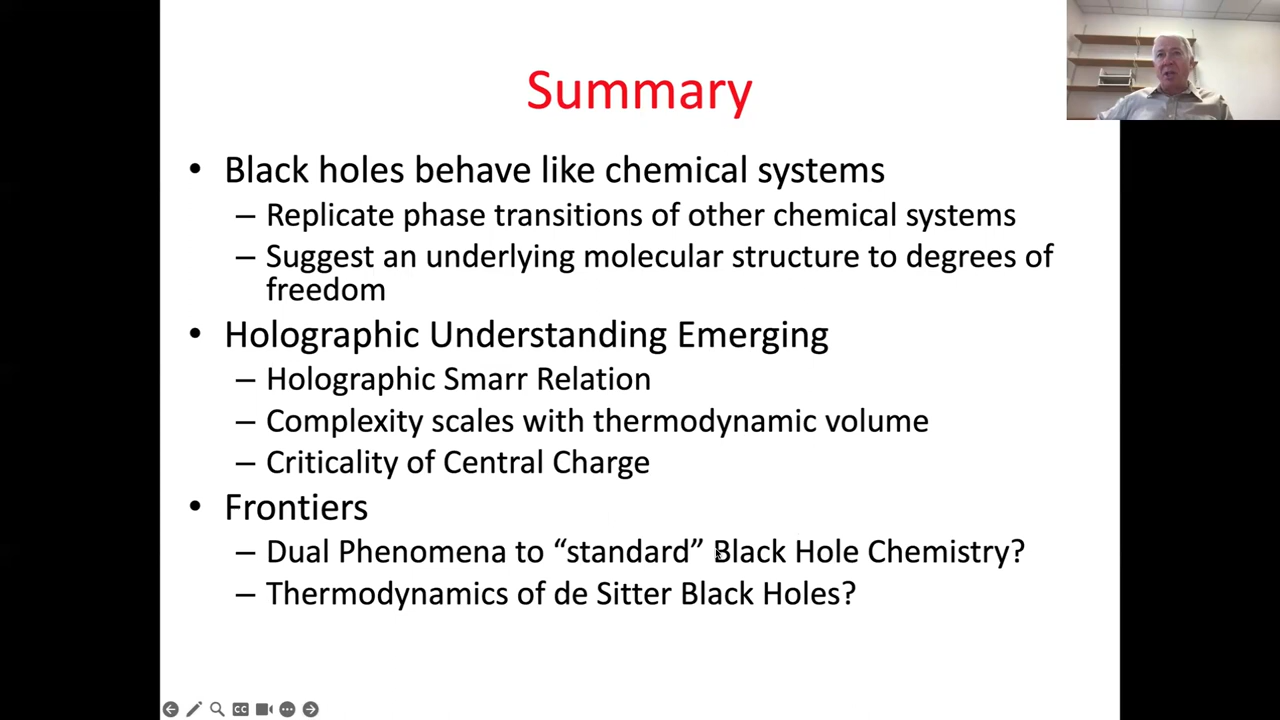 Summary
• Black holes behave like chemical systems
– Replicate phase transitions of other chemical systems
– Suggest an underlying molecular structure to degrees of
freedom
• Holographic Understanding Emerging
– Holographic Smarr Relation
– Complexity scales with thermodynamic volume
– Criticality of Central Charge
• Frontiers
– Dual Phenomena to “standard” Black Hole Chemistry?
– Thermodynamics of de Sitter Black Holes?
CC